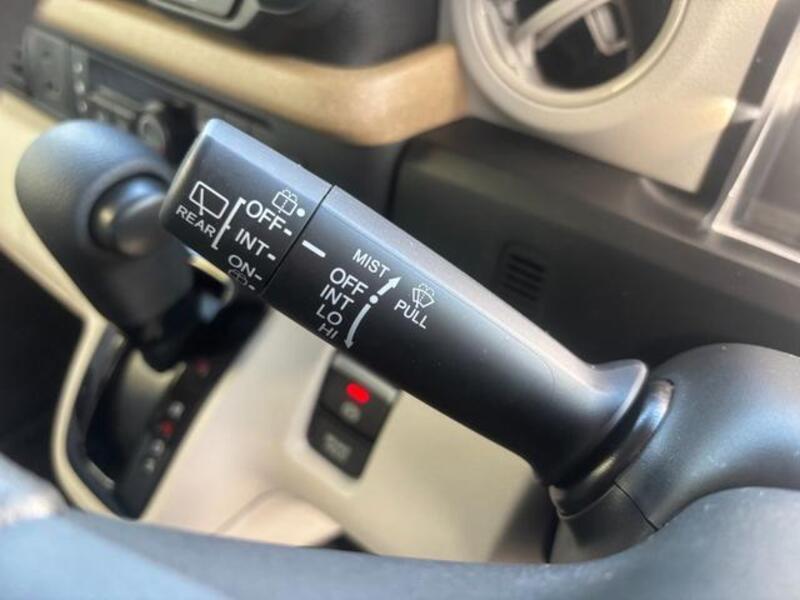 REAR
OFF
INT
ON
MIST
OFF
INT
LO
HI
PULL